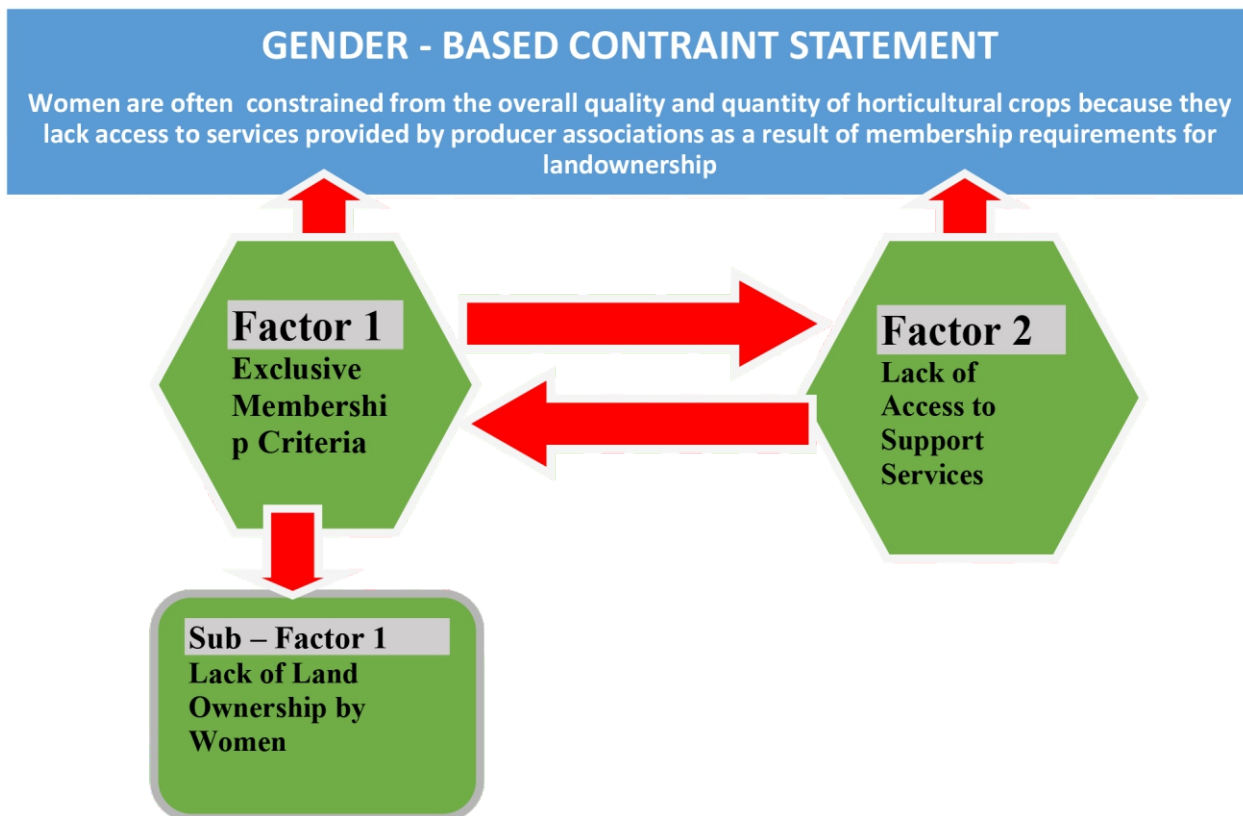 GENDER - BASED CONTRAINT STATEMENT
Women are often constrained from the overall quality and quantity of horticultural crops because they
lack access to services provided by producer associations as a result of membership requirements for
landownership
Factor 1
Exclusive
Membershi
p Criteria
Factor 2
Lack of
Access to
Support
Services
Sub – Factor 1
Lack of Land
Ownership by
Women